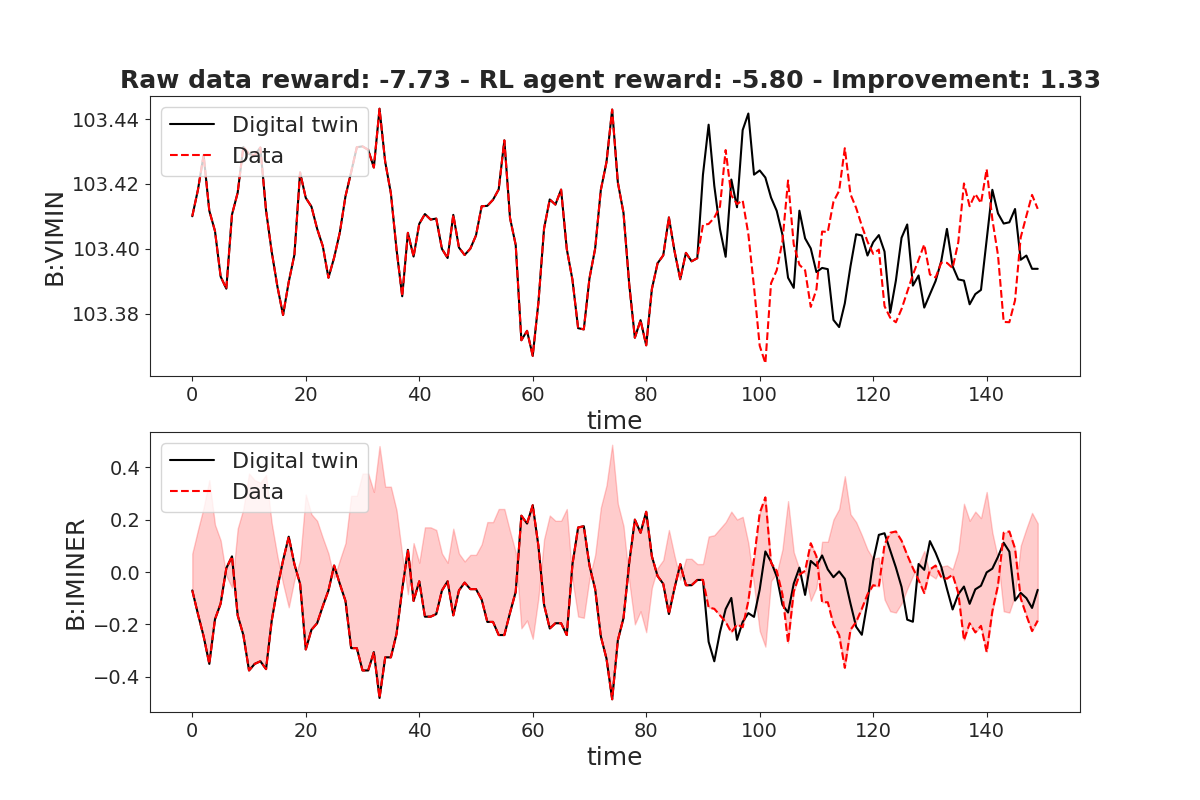 Raw data reward: -7.73 - RL agent reward: -5.80 - Improvement: 1.33
B:VIMIN
103.44
103.42
103.40
103.38
Digital twin
Data
0 20 40 60 80 100 120 140
time
B:IMINER
0.4
0.2
0.0
−0.2
−0.4
Digital twin
Data
0 20 40 60 80 100 120 140
time